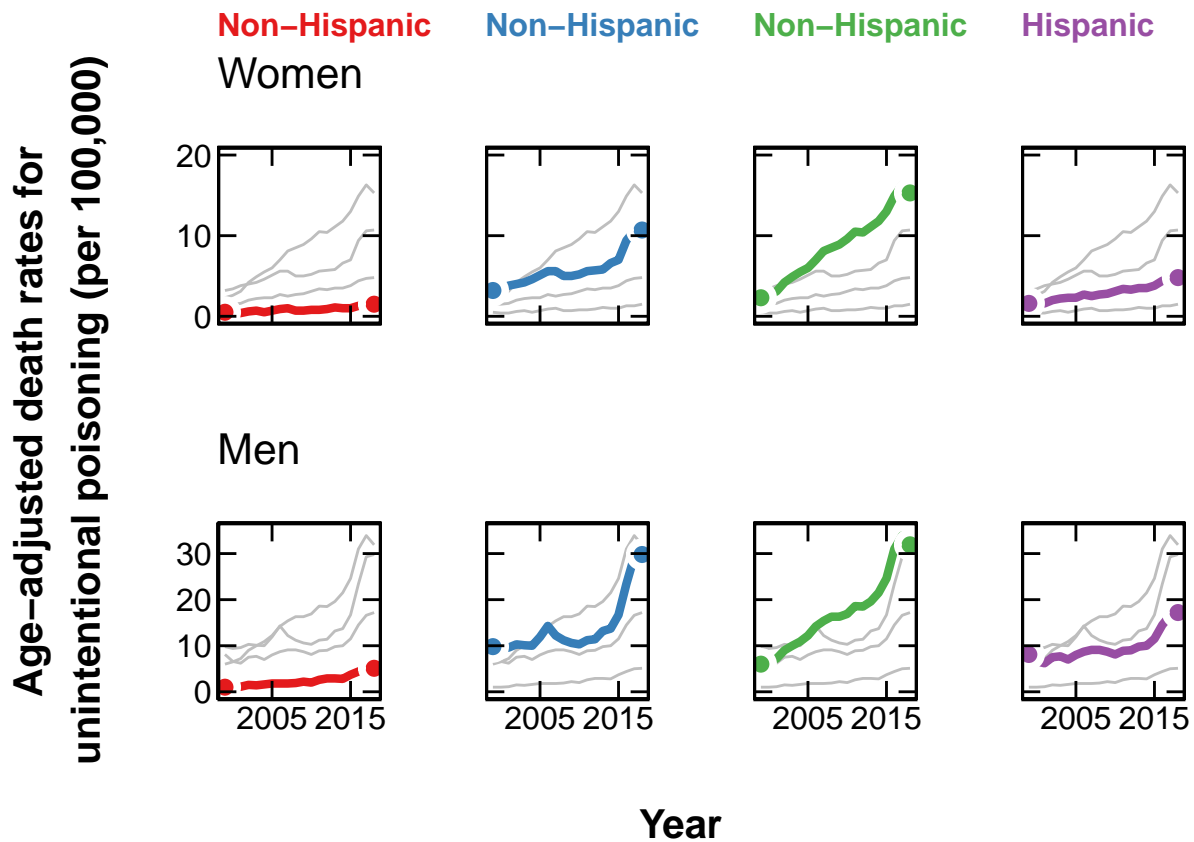 Non−Hispanic Non−Hispanic Non−Hispanic Hispanic
Women
Age−adjusted death rates for
unintentional poisoning (per 100,000)
20
10
0
Men
30
20
10
0
2005 2015 2005 2015 2005 2015 2005 2015
Year